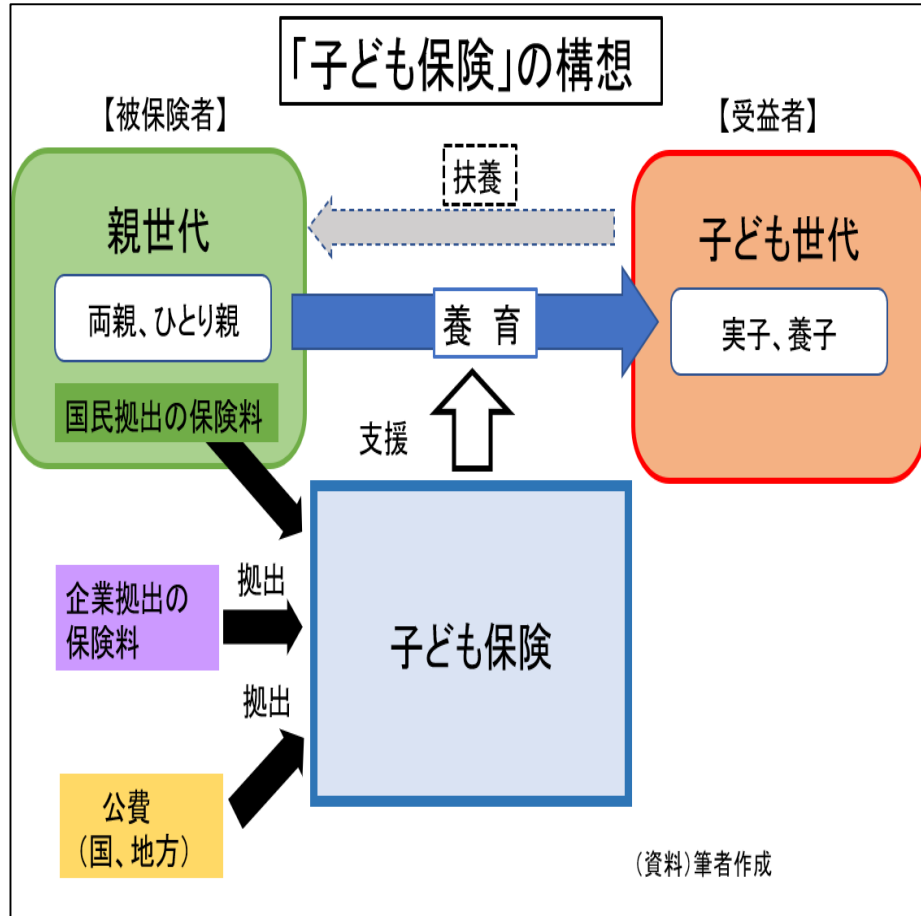 「子ども保険」の構想
【被保険者】
【受益者】
扶養
親世代
子ども世代
両親、ひとり親
養 育
実子、養子
国民拠出の保険料
支援
企業拠出の
保険料
拠出
子ども保険
拠出
公費
(国、地方)
(資料)筆者作成